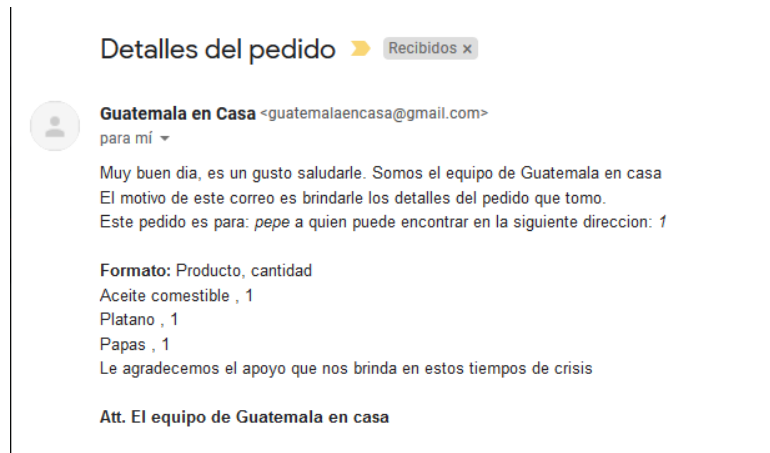 Detalles del pedido Recibidos x
Guatemala en Casa <guatemalaencasa@gmail.com>
para mí
Muy buen dia, es un gusto saludarle. Somos el equipo de Guatemala en casa
El motivo de este correo es brindarle los detalles del pedido que tomo.
Este pedido es para: pepe a quien puede encontrar en la siguiente direccion: 1
Formato: Producto, cantidad
Aceite comestible , 1
Platano , 1
Papas , 1
Le agradecemos el apoyo que nos brinda en estos tiempos de crisis
Att. El equipo de Guatemala en casa